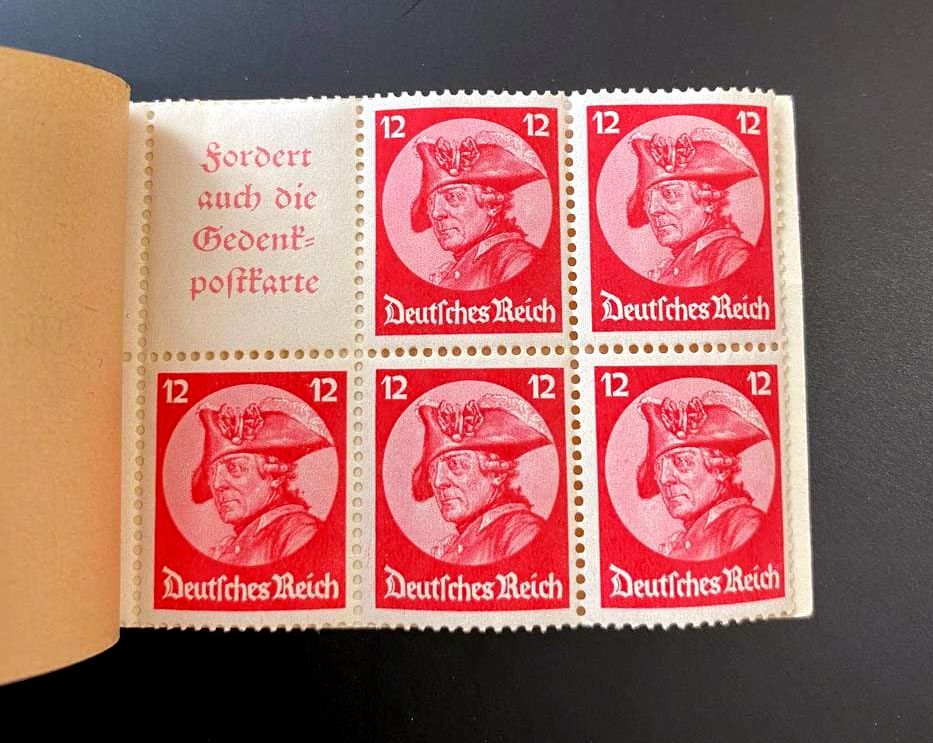 Fordert
auch die
Gedenk-
postkarte
12 12
Deutsches Reich
12 12
Deutsches Reich
12 12
Deutsches Reich
12 12
Deutsches Reich
12 12
Deutsches Reich